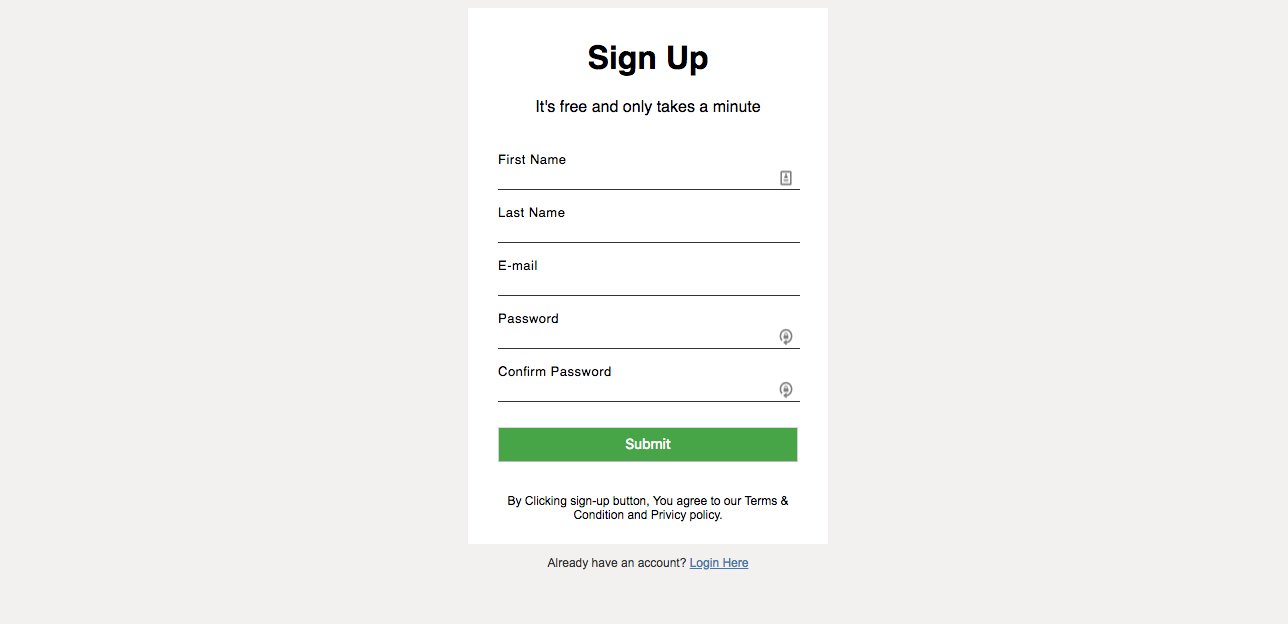 Sign Up
It's free and only takes a minute
First Name
Last Name
E-mail
Password
Confirm Password
Submit
By Clicking sign-up button, You agree to our Terms &
Condition and Privicy policy.
Already have an account? Login Here